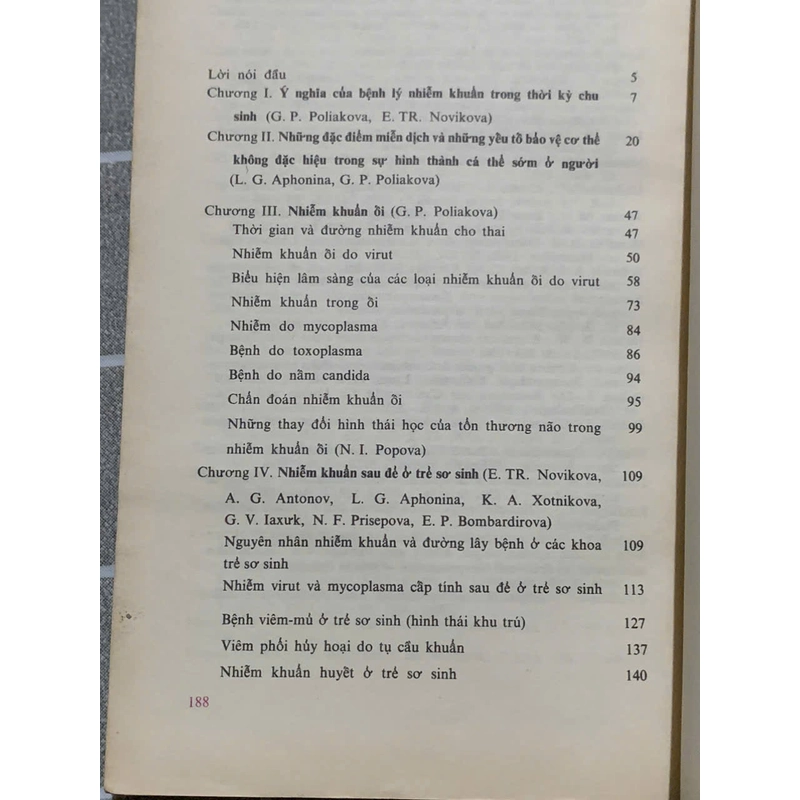 Lời nói đầu 5
Chương I. Ý nghĩa của bệnh lý nhiễm khuẩn trong thời kỳ chu 7
sinh (G. P. Poliakova, E. TR. Novikova)
Chương II. Những đặc điểm miễn dịch và những yếu tố bảo vệ cơ thể 20
không đặc hiệu trong sự hình thành cá thể sớm ở người
(L. G. Aphonina, G. P. Poliakova)
Chương III. Nhiễm khuẩn ối (G. P. Poliakova) 47
Thời gian và đường nhiễm khuẩn cho thai 47
Nhiễm khuẩn ối do virut 50
Biểu hiện lâm sàng của các loại nhiễm khuẩn ối do virut 58
Nhiễm khuẩn trong ối 73
Nhiễm do mycoplasma 84
Bệnh do toxoplasma 86
Bệnh do nấm candida 94
Chẩn đoán nhiễm khuẩn ối 95
Những thay đổi hình thái học của tổn thương não trong 99
nhiễm khuẩn ối (N. I. Popova)
Chương IV. Nhiễm khuẩn sau đẻ ở trẻ sơ sinh (E. TR. Novikova, 109
A. G. Antonov, L. G. Aphonina, K. A. Xotnikova,
G. V. Iaxưk, N. F. Prisepova, E. P. Bombardirova)
Nguyên nhân nhiễm khuẩn và đường lây bệnh ở các khoa 109
trẻ sơ sinh
Nhiễm virut và mycoplasma cấp tính sau đẻ ở trẻ sơ sinh 113
Bệnh viêm-mủ ở trẻ sơ sinh (hình thái khu trú) 127
Viêm phổi hủy hoại do tụ cầu khuẩn 137
Nhiễm khuẩn huyết ở trẻ sơ sinh 140
188